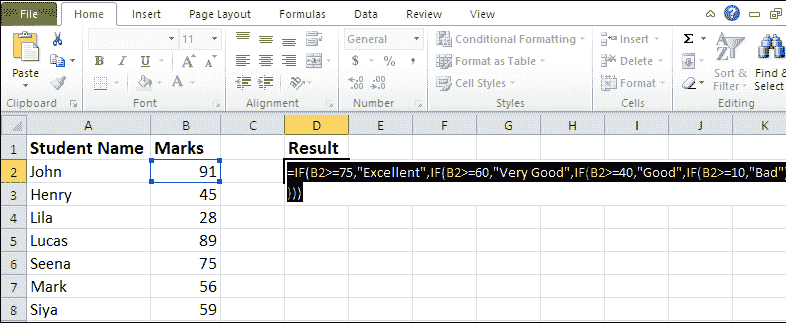 File Home Insert Page Layout Formulas Data Review View
11 General Conditional Formatting Insert
Paste B I U A A $ % , Format as Table Delete Sort & Find &
Cell Styles Format Filter Select
Clipboard Font Alignment Number Styles Cells Editing
A B C D E F G H I J K
1 Student Name Marks Result
2 John 91 =IF(B2>=75,"Excellent",IF(B2>=60,"Very Good",IF(B2>=40,"Good",IF(B2>=10,"Bad")
3 Henry 45 )))
4 Lila 28
5 Lucas 89
6 Seena 75
7 Mark 56
8 Siya 59